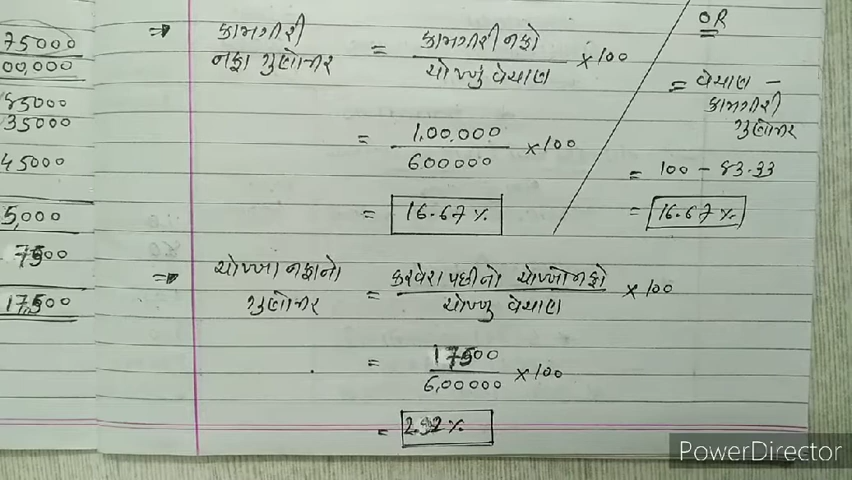 75000
00,000
85000
35000
45000
5,000
7500
17,500
⇒ કામગીરી નફા ગુણોત્તર = કામગીરી નફો / ચોખ્ખું વેચાણ × 100
= 1,00,000 / 600000 × 100
= 16.67 %
OR
= વેચાણ - કામગીરી ગુણોત્તર
= 100 - 83.33
= 16.67 %
⇒ ચોખ્ખા નફાનો ગુણોત્તર = કરવેરા પછીનો ચોખ્ખોનફો / ચોખ્ખુ વેચાણ × 100
= 17500 / 6,00000 × 100
= 2.92 %
PowerDirector